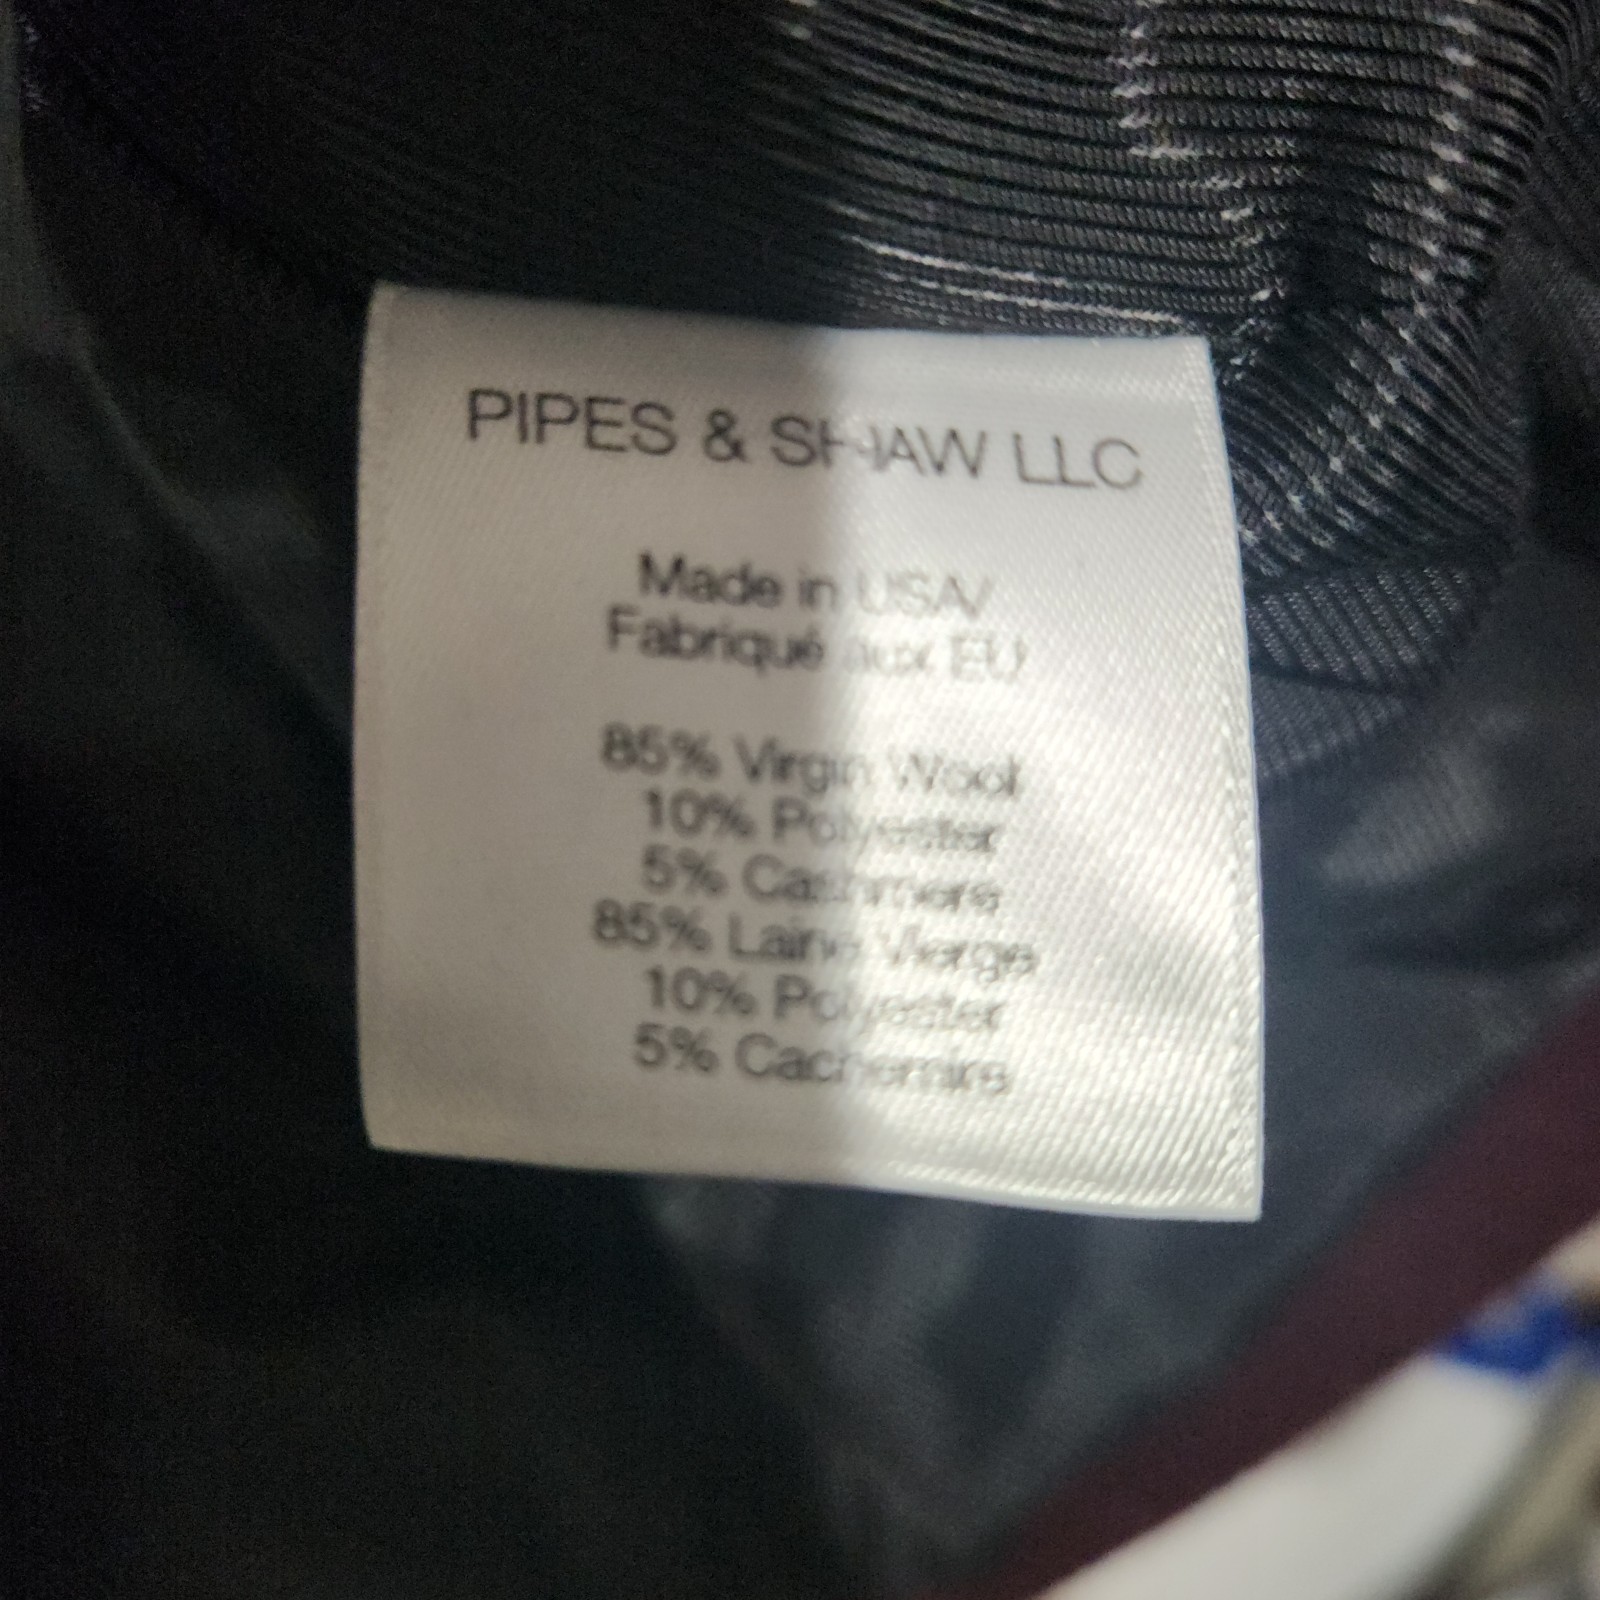 PIPES & SHAW LLC
Made in USA/
Fabriqué aux EU
85% Virgin Wool
10% Polyester
5% Cashmere
85% Laine Vierge
10% Polyester
5% Cachemire